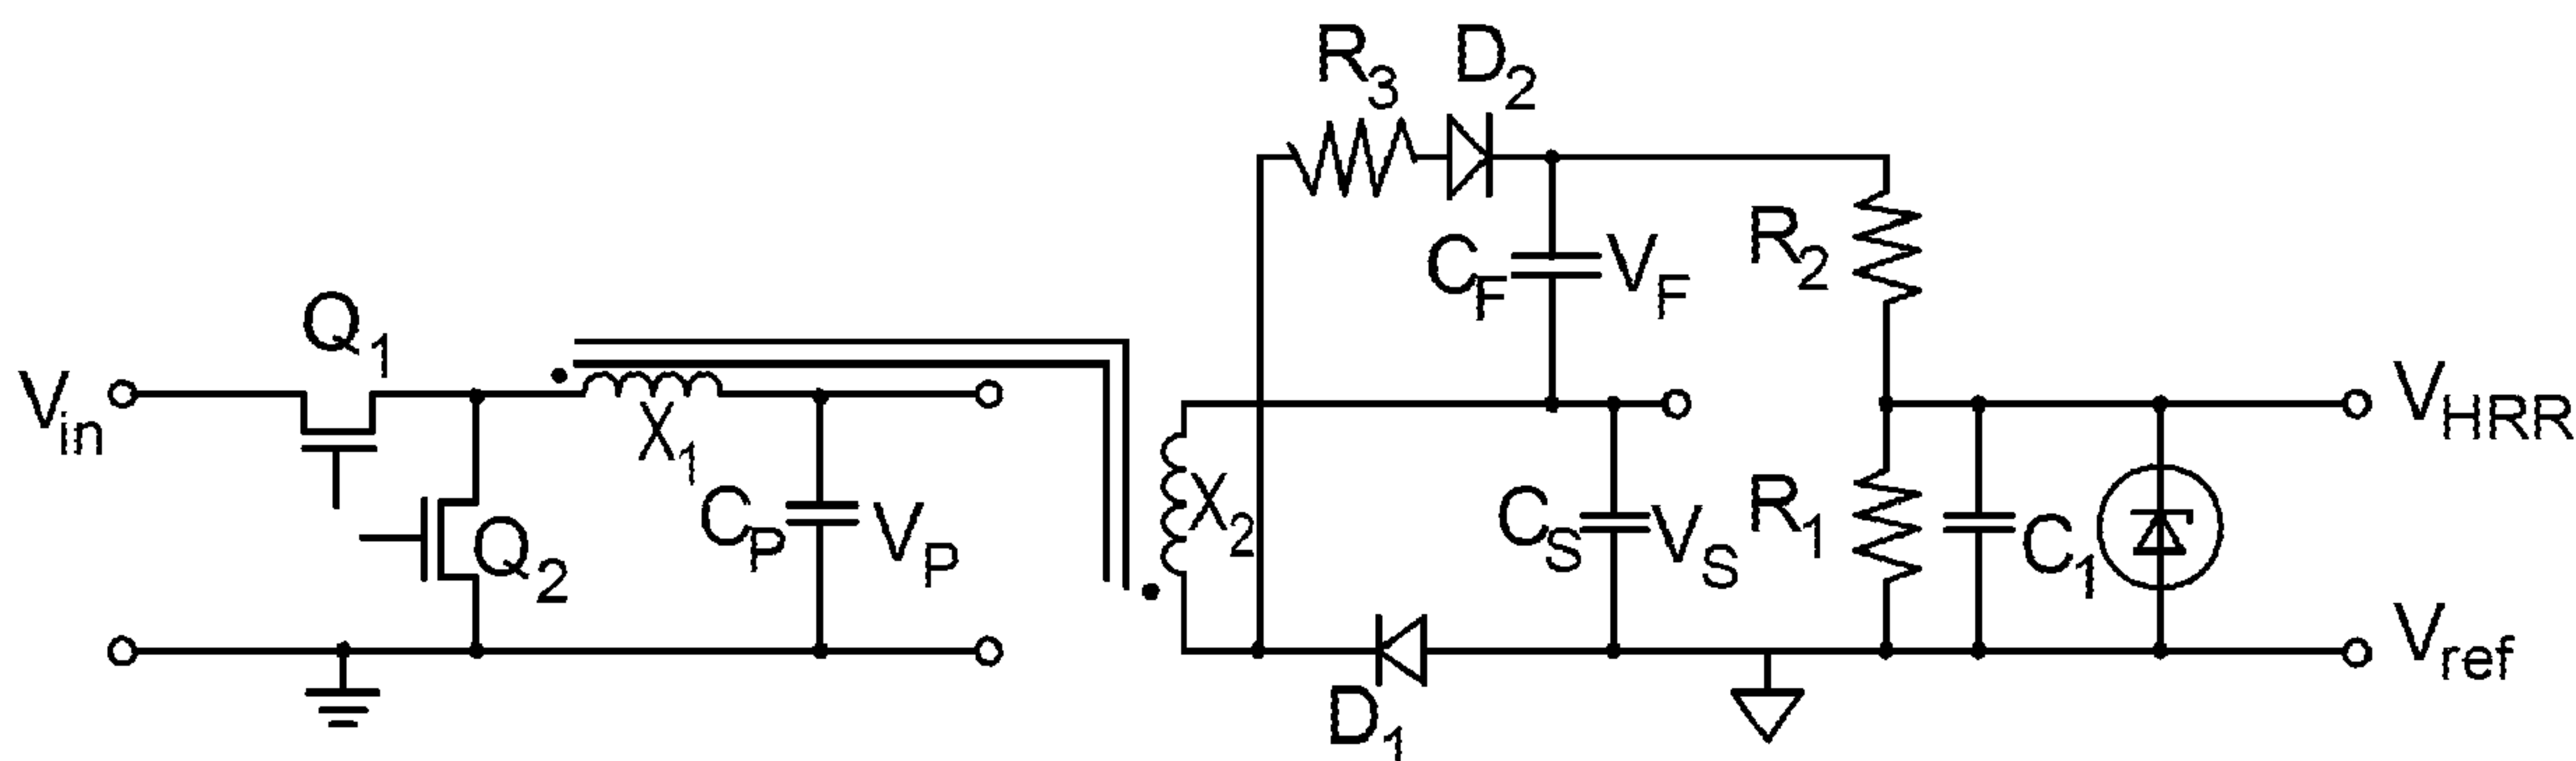 R3
D2
R2
CF
VF
Q1
Vin
X1
VHRR
CP
VP
X2
CS
VS
R1
C1
Q2
Vref
D1